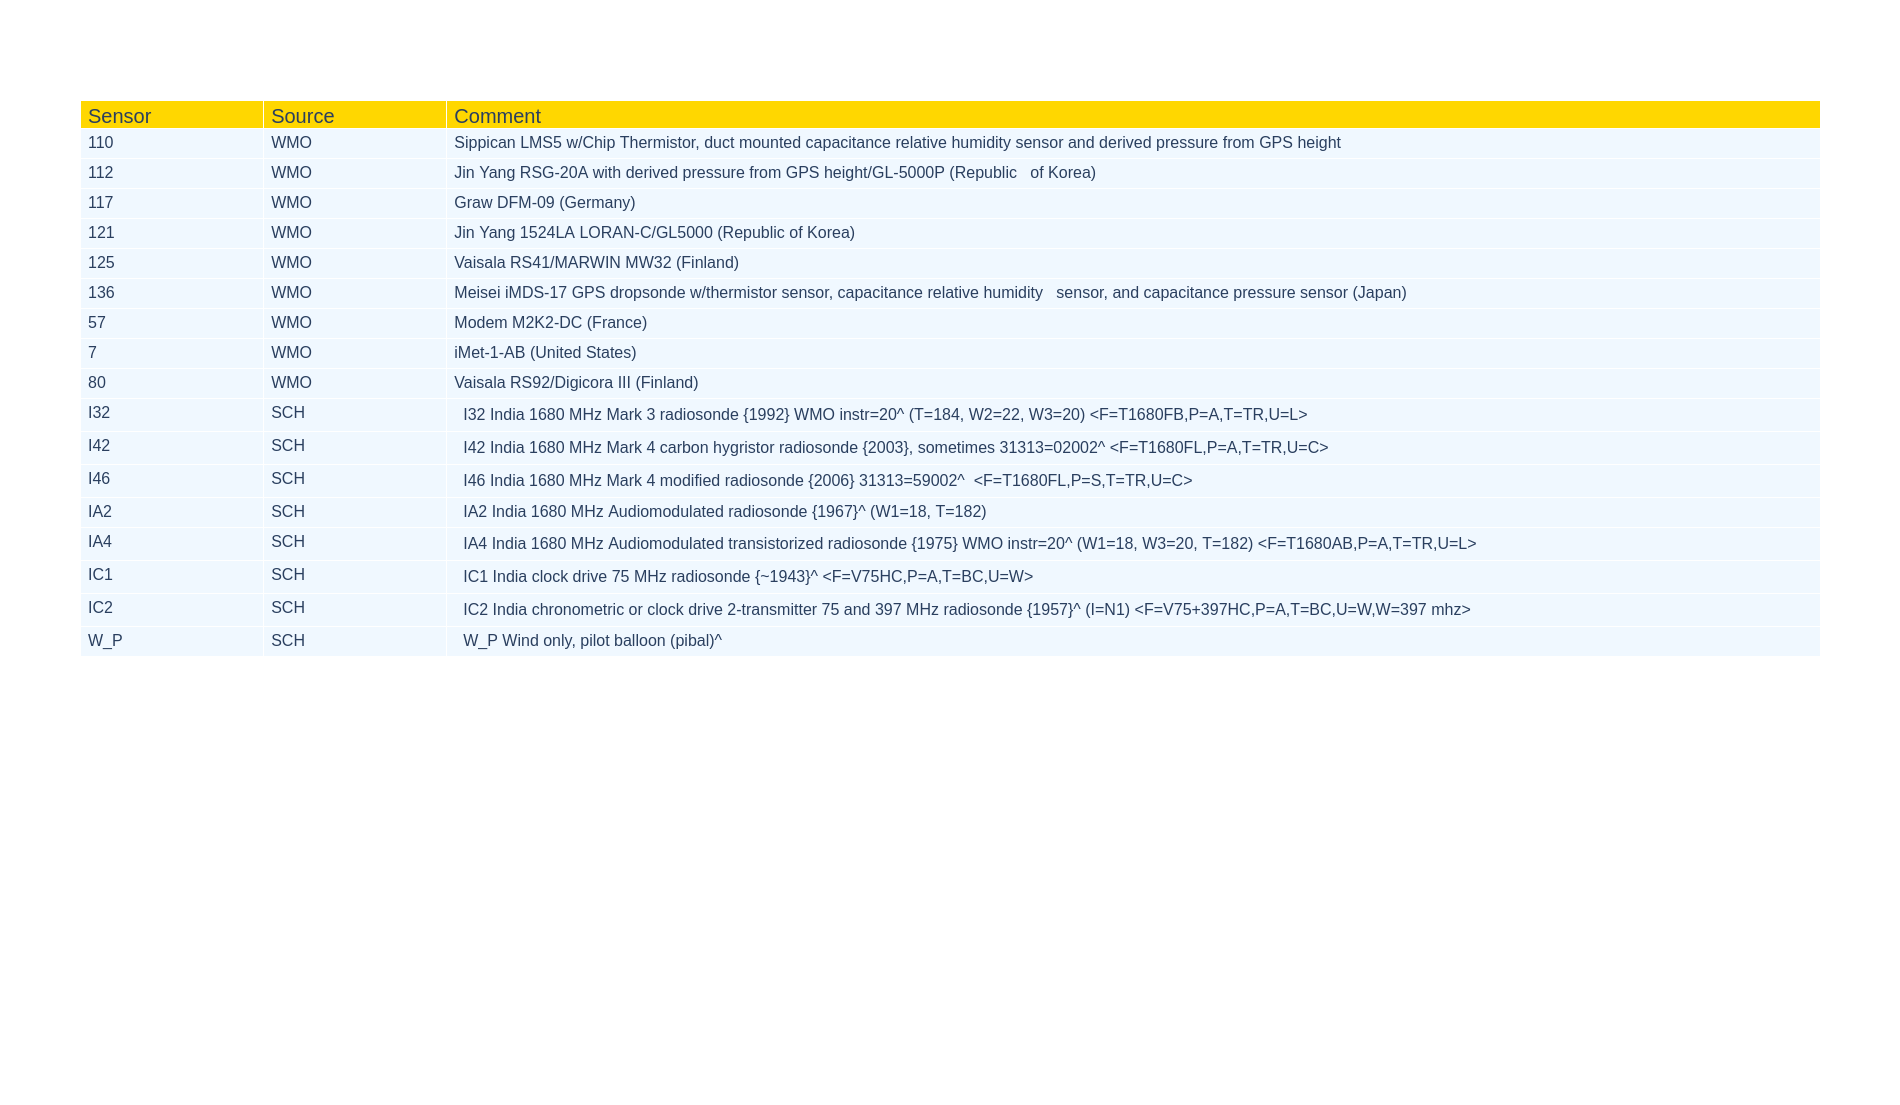 Sensor Source Comment
110 WMO Sippican LMS5 w/Chip Thermistor, duct mounted capacitance relative humidity sensor and derived pressure from GPS height
112 WMO Jin Yang RSG-20A with derived pressure from GPS height/GL-5000P (Republic   of Korea)
117 WMO Graw DFM-09 (Germany)
121 WMO Jin Yang 1524LA LORAN-C/GL5000 (Republic of Korea)
125 WMO Vaisala RS41/MARWIN MW32 (Finland)
136 WMO Meisei iMDS-17 GPS dropsonde w/thermistor sensor, capacitance relative humidity   sensor, and capacitance pressure sensor (Japan)
57 WMO Modem M2K2-DC (France)
7 WMO iMet-1-AB (United States)
80 WMO Vaisala RS92/Digicora III (Finland)
I32 SCH I32 India 1680 MHz Mark 3 radiosonde {1992} WMO instr=20^ (T=184, W2=22, W3=20) <F=T1680FB,P=A,T=TR,U=L>
I42 SCH I42 India 1680 MHz Mark 4 carbon hygristor radiosonde {2003}, sometimes 31313=02002^ <F=T1680FL,P=A,T=TR,U=C>
I46 SCH I46 India 1680 MHz Mark 4 modified radiosonde {2006} 31313=59002^  <F=T1680FL,P=S,T=TR,U=C>
IA2 SCH IA2 India 1680 MHz Audiomodulated radiosonde {1967}^ (W1=18, T=182)
IA4 SCH IA4 India 1680 MHz Audiomodulated transistorized radiosonde {1975} WMO instr=20^ (W1=18, W3=20, T=182) <F=T1680AB,P=A,T=TR,U=L>
IC1 SCH IC1 India clock drive 75 MHz radiosonde {~1943}^ <F=V75HC,P=A,T=BC,U=W>
IC2 SCH IC2 India chronometric or clock drive 2-transmitter 75 and 397 MHz radiosonde {1957}^ (I=N1) <F=V75+397HC,P=A,T=BC,U=W,W=397 mhz>
W_P SCH W_P Wind only, pilot balloon (pibal)^